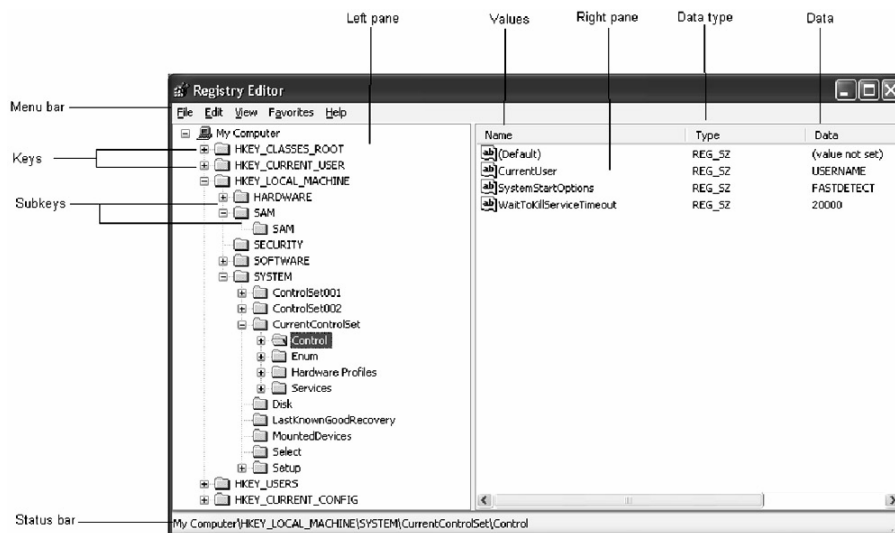 Left pane
Values
Right pane
Data type
Data
Registry Editor
Menu bar
File Edit View Favorites Help
My Computer
Name Type Data
Keys
HKEY_CLASSES_ROOT
(Default) REG_SZ (value not set)
HKEY_CURRENT_USER
CurrentUser REG_SZ USERNAME
HKEY_LOCAL_MACHINE
SystemStartOptions REG_SZ FASTDETECT
Subkeys
HARDWARE
WaitToKillServiceTimeout REG_SZ 20000
SAM
SAM
SECURITY
SOFTWARE
SYSTEM
ControlSet001
ControlSet002
CurrentControlSet
Control
Enum
Hardware Profiles
Services
Disk
LastKnownGoodRecovery
MountedDevices
Select
Setup
HKEY_USERS
HKEY_CURRENT_CONFIG
Status bar
My Computer\HKEY_LOCAL_MACHINE\SYSTEM\CurrentControlSet\Control